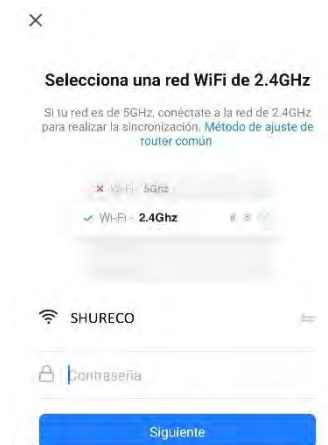 Selecciona una red WiFi de 2.4GHz
Si tu red es de 5GHz, conéctate a la red de 2.4GHz
para realizar la sincronización. Método de ajuste de
router común
Wi-Fi - 5Ghz
Wi-Fi - 2.4Ghz
SHURECO
Contraseña
Siguiente